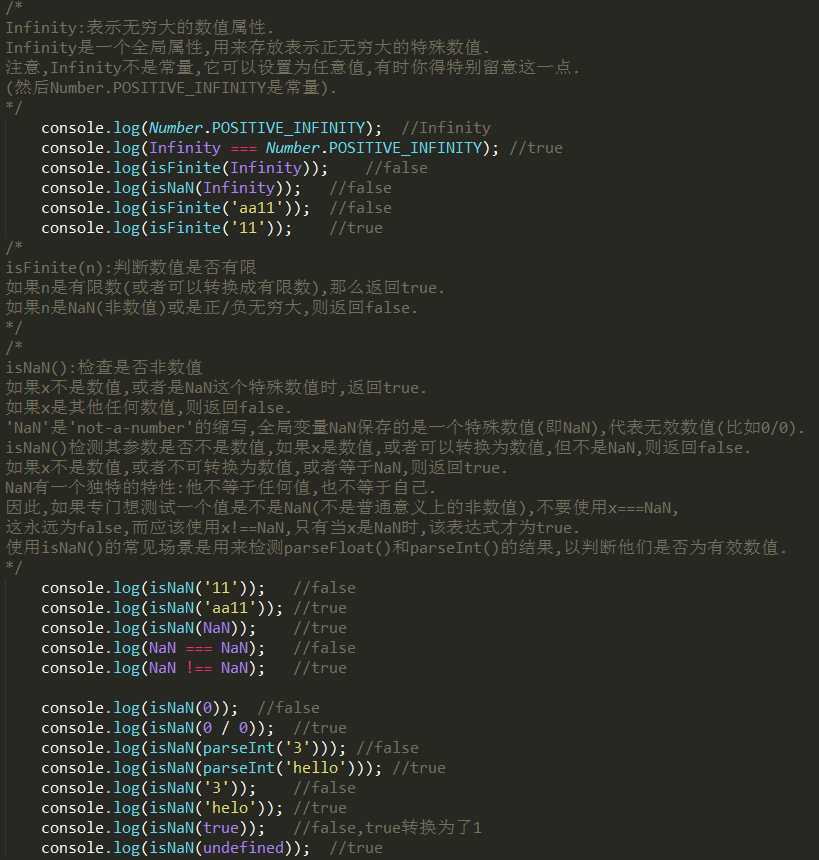 /*
Infinity:表示无穷大的数值属性.
Infinity是一个全局属性,用来存放表示正无穷大的特殊数值.
注意,Infinity不是常量,它可以设置为任意值,有时你得特别留意这一点.
(然后Number.POSITIVE_INFINITY是常量).
*/
console.log(Number.POSITIVE_INFINITY);  //Infinity
console.log(Infinity === Number.POSITIVE_INFINITY); //true
console.log(isFinite(Infinity));    //false
console.log(isNaN(Infinity));   //false
console.log(isFinite('aa11'));  //false
console.log(isFinite('11'));    //true
/*
isFinite(n):判断数值是否有限
如果n是有限数(或者可以转换成有限数),那么返回true.
如果n是NaN(非数值)或是正/负无穷大,则返回false.
*/
/*
isNaN():检查是否非数值
如果x不是数值,或者是NaN这个特殊数值时,返回true.
如果x是其他任何数值,则返回false.
'NaN'是'not-a-number'的缩写,全局变量NaN保存的是一个特殊数值(即NaN),代表无效数值(比如0/0).
isNaN()检测其参数是否不是数值,如果x是数值,或者可以转换为数值,但不是NaN,则返回false.
如果x不是数值,或者不可转换为数值,或者等于NaN,则返回true.
NaN有一个独特的特性:他不等于任何值,也不等于自己.
因此,如果专门想测试一个值是不是NaN(不是普通意义上的非数值),不要使用x===NaN,
这永远为false,而应该使用x!==NaN,只有当x是NaN时,该表达式才为true.
使用isNaN()的常见场景是用来检测parseFloat()和parseInt()的结果,以判断他们是否为有效数值.
*/
console.log(isNaN('11'));   //false
console.log(isNaN('aa11')); //true
console.log(isNaN(NaN));    //true
console.log(NaN === NaN);   //false
console.log(NaN !== NaN);   //true
console.log(isNaN(0));  //false
console.log(isNaN(0 / 0));  //true
console.log(isNaN(parseInt('3'))); //false
console.log(isNaN(parseInt('hello'))); //true
console.log(isNaN('3'));    //false
console.log(isNaN('helo')); //true
console.log(isNaN(true));   //false,true转换为了1
console.log(isNaN(undefined));  //true